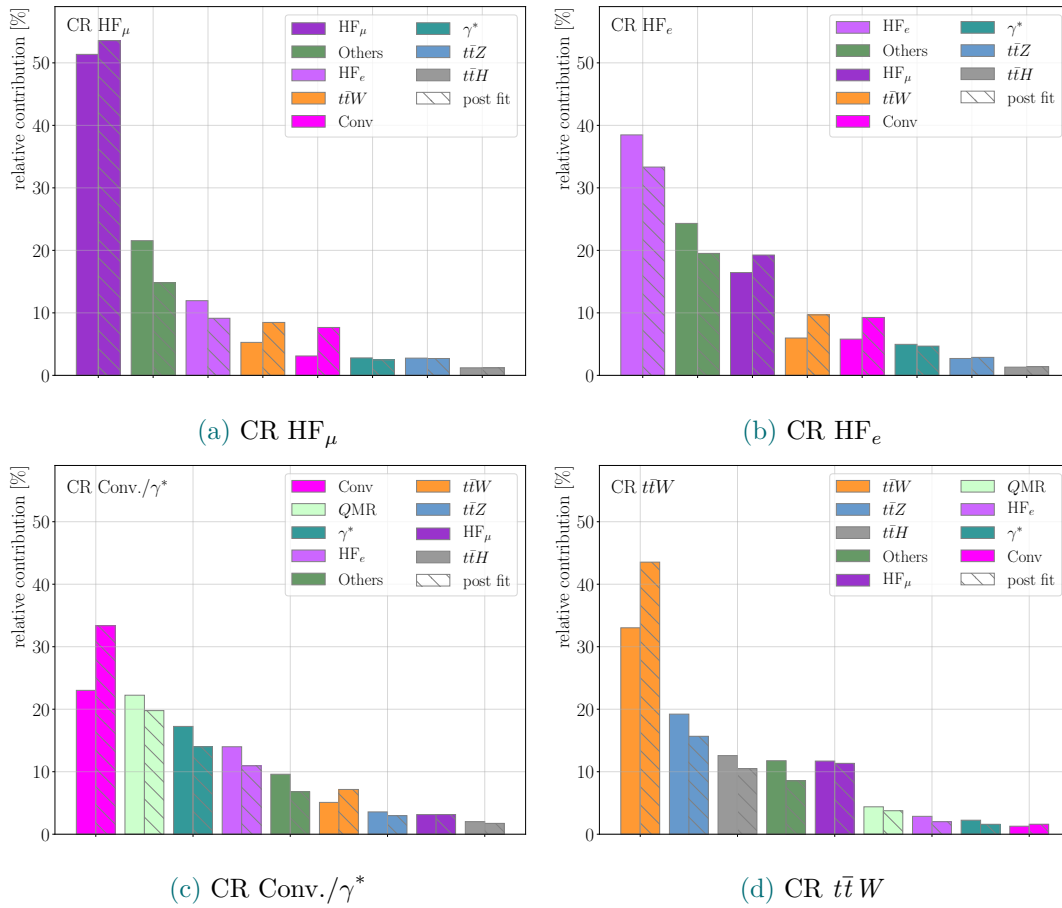 CR HFμ
relative contribution [%]
50
40
30
20
10
0
HFμ
Others
HFe
tt̄W
Conv
γ*
tt̄Z
tt̄H
post fit
(a) CR HFμ
CR HFe
relative contribution [%]
50
40
30
20
10
0
HFe
Others
HFμ
tt̄W
Conv
γ*
tt̄Z
tt̄H
post fit
(b) CR HFe
CR Conv./γ*
relative contribution [%]
50
40
30
20
10
0
Conv
QMR
γ*
HFe
Others
tt̄W
tt̄Z
HFμ
tt̄H
post fit
(c) CR Conv./γ*
CR tt̄W
relative contribution [%]
50
40
30
20
10
0
tt̄W
tt̄Z
tt̄H
Others
HFμ
QMR
HFe
γ*
Conv
post fit
(d) CR tt̄ W